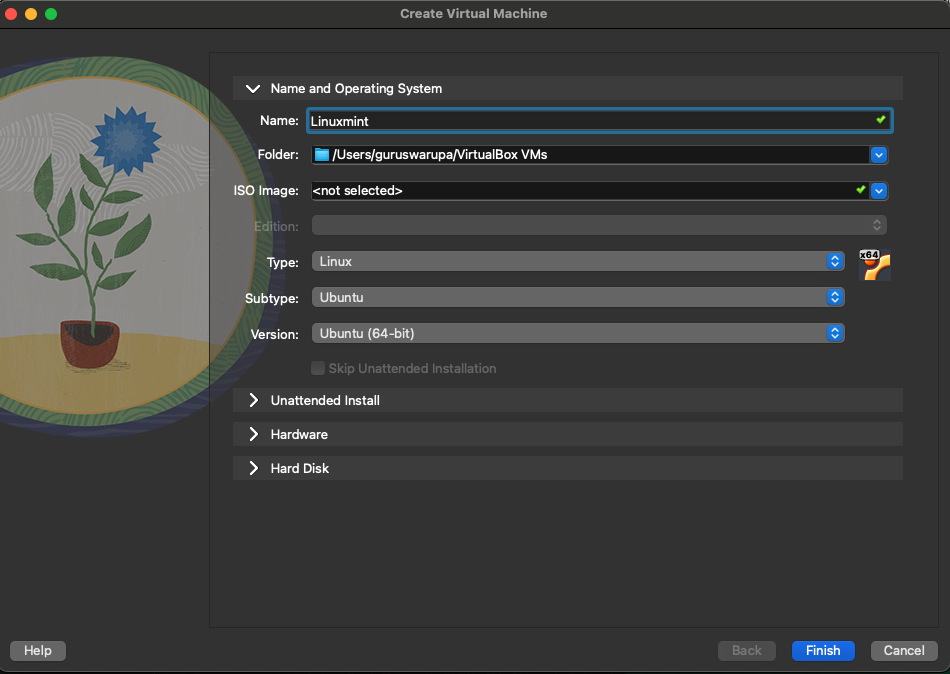 Create Virtual Machine
Name and Operating System
Name: Linuxmint
Folder: /Users/guruswarupa/VirtualBox VMs
ISO Image: <not selected>
Edition:
Type: Linux
x64
Subtype: Ubuntu
Version: Ubuntu (64-bit)
Skip Unattended Installation
Unattended Install
Hardware
Hard Disk
Help Back Finish Cancel